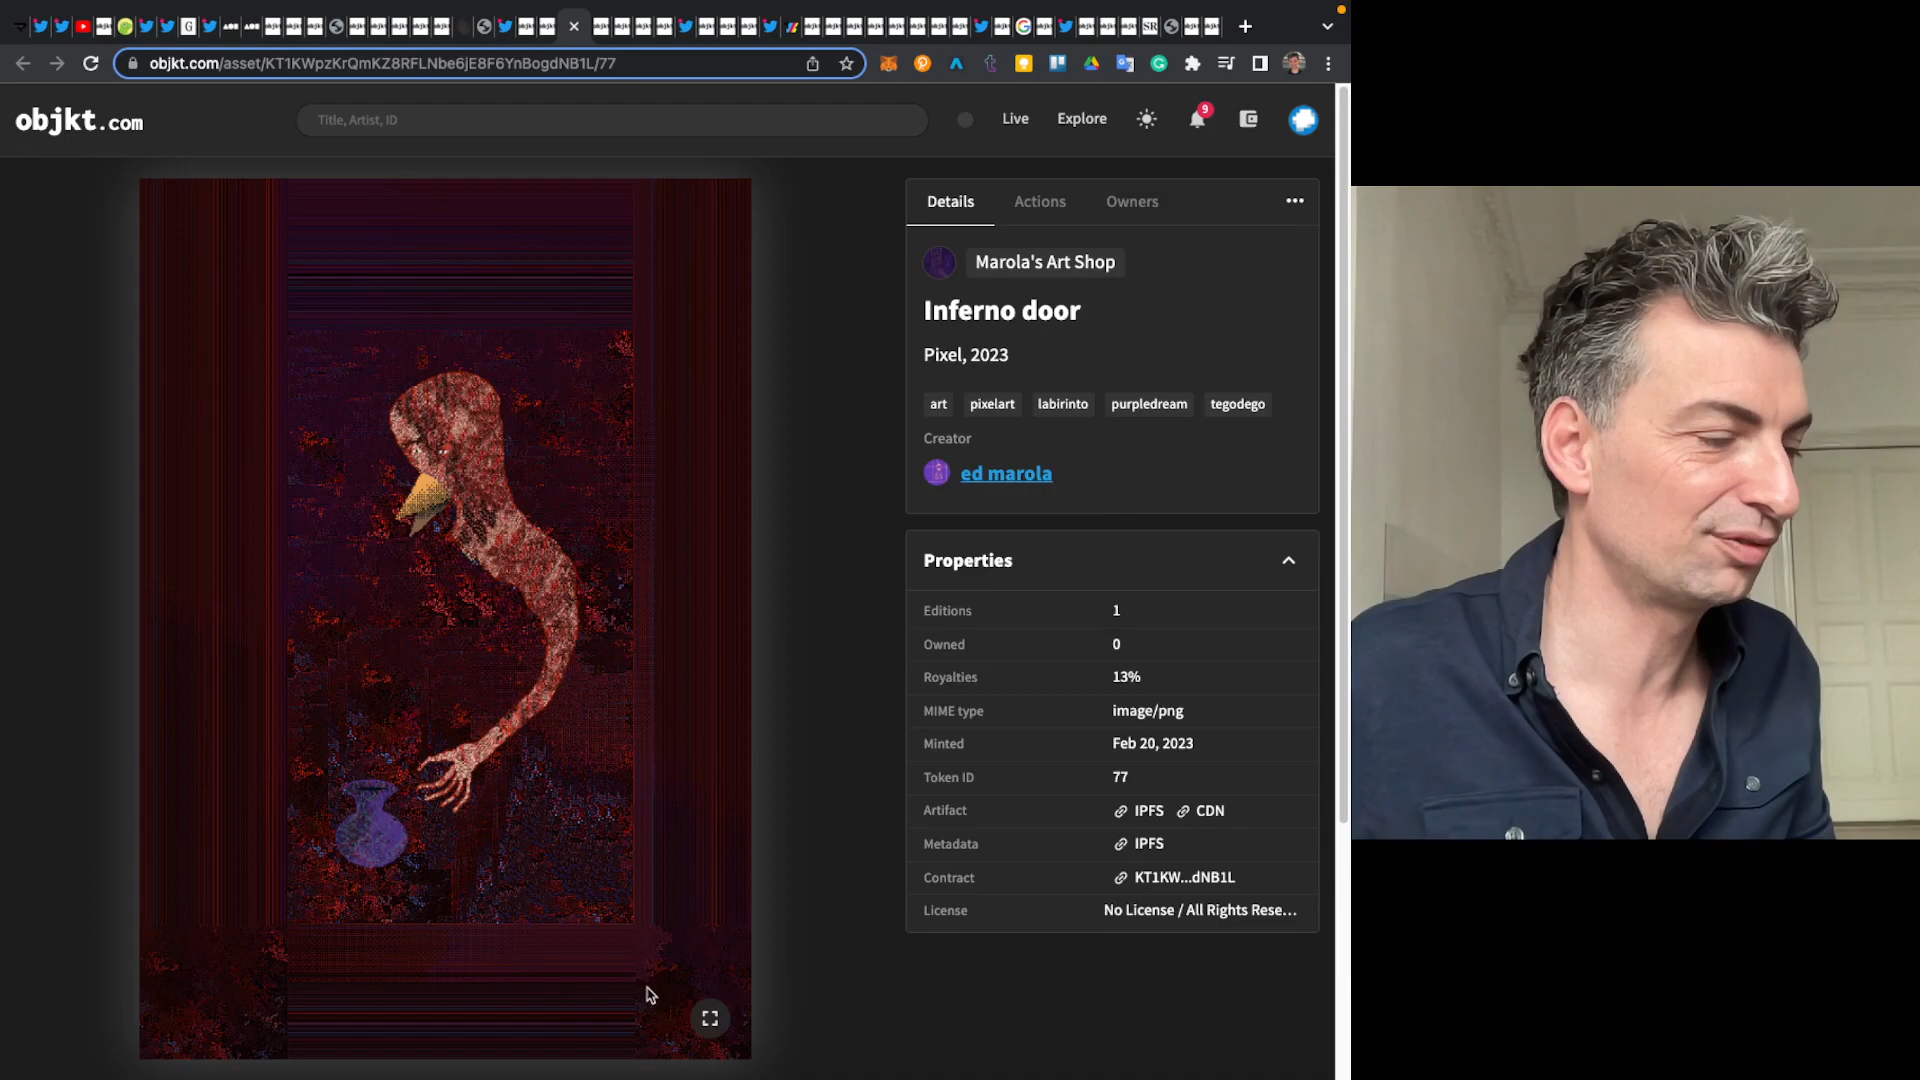 objkt.com/asset/KT1KWpzKrQmKZ8RFLNbe6jE8F6YnBogdNB1L/77
objkt.com
Title, Artist, ID
Live
Explore
9
Details
Actions
Owners
Marola's Art Shop
Inferno door
Pixel, 2023
art
pixelart
labirinto
purpledream
tegodego
Creator
ed marola
Properties
Editions 1
Owned 0
Royalties 13%
MIME type image/png
Minted Feb 20, 2023
Token ID 77
Artifact IPFS CDN
Metadata IPFS
Contract KT1KW...dNB1L
License No License / All Rights Rese...